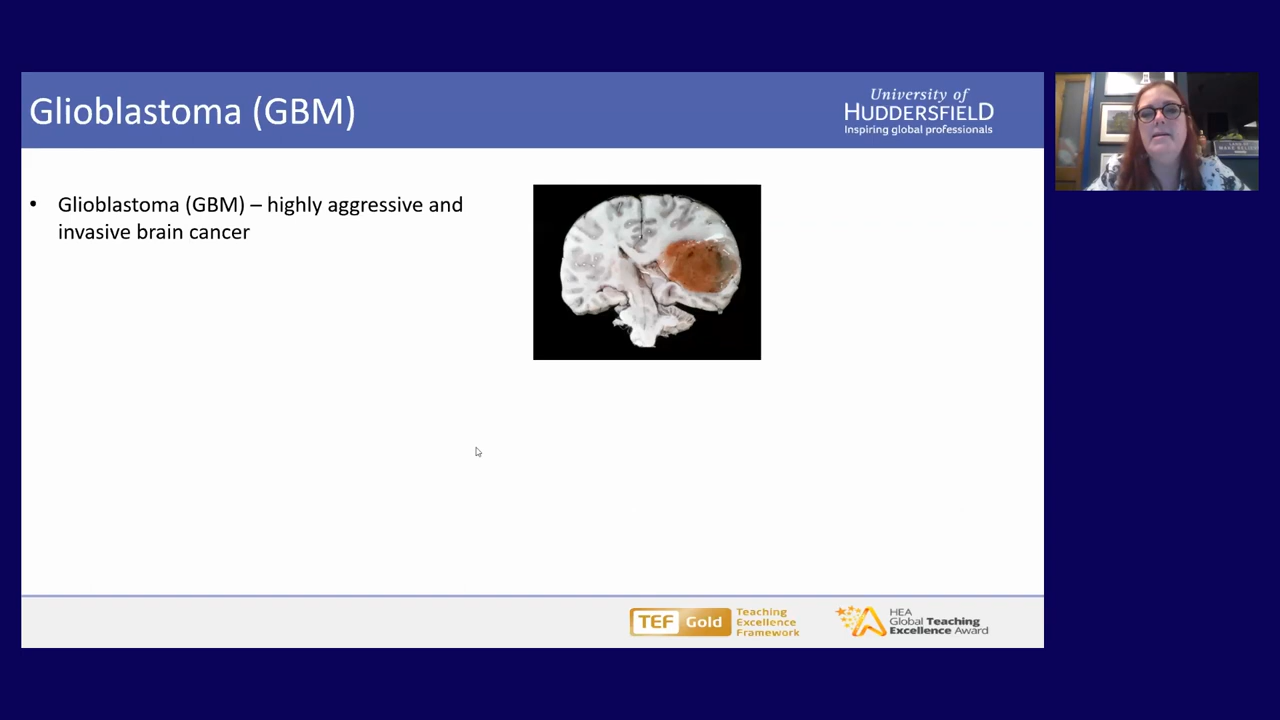 Glioblastoma (GBM)
University of
HUDDERSFIELD
Inspiring global professionals
• Glioblastoma (GBM) – highly aggressive and
invasive brain cancer
TEF Gold
Teaching
Excellence
Framework
HEA
Global Teaching
Excellence Award